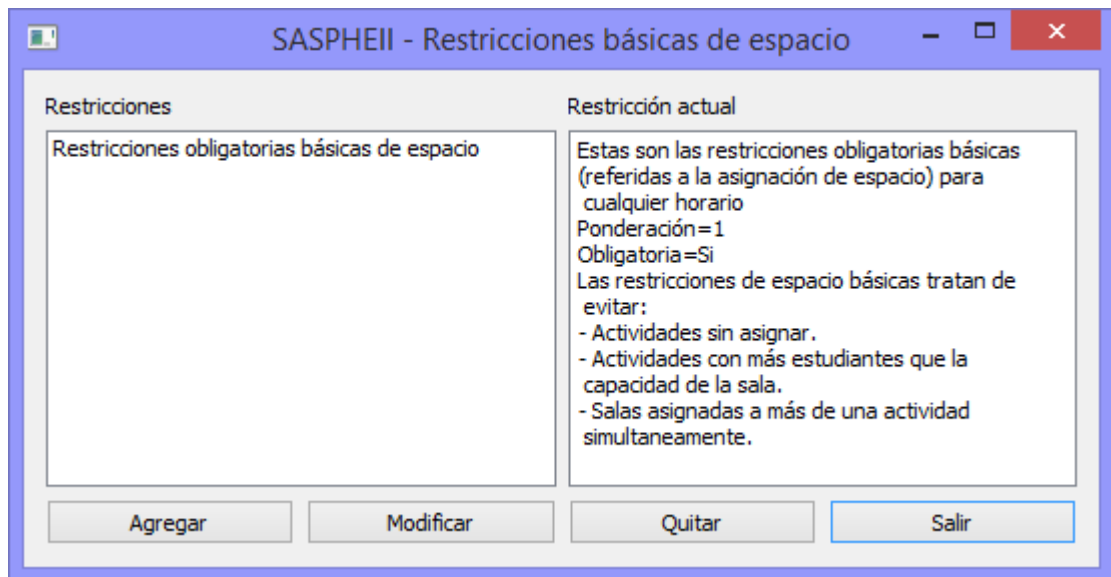 SASPHEII - Restricciones básicas de espacio
Restricciones
Restricción actual
Restricciones obligatorias básicas de espacio
Estas son las restricciones obligatorias básicas
(referidas a la asignación de espacio) para
cualquier horario
Ponderación=1
Obligatoria=Si
Las restricciones de espacio básicas tratan de
evitar:
- Actividades sin asignar.
- Actividades con más estudiantes que la
capacidad de la sala.
- Salas asignadas a más de una actividad
simultaneamente.
Agregar
Modificar
Quitar
Salir